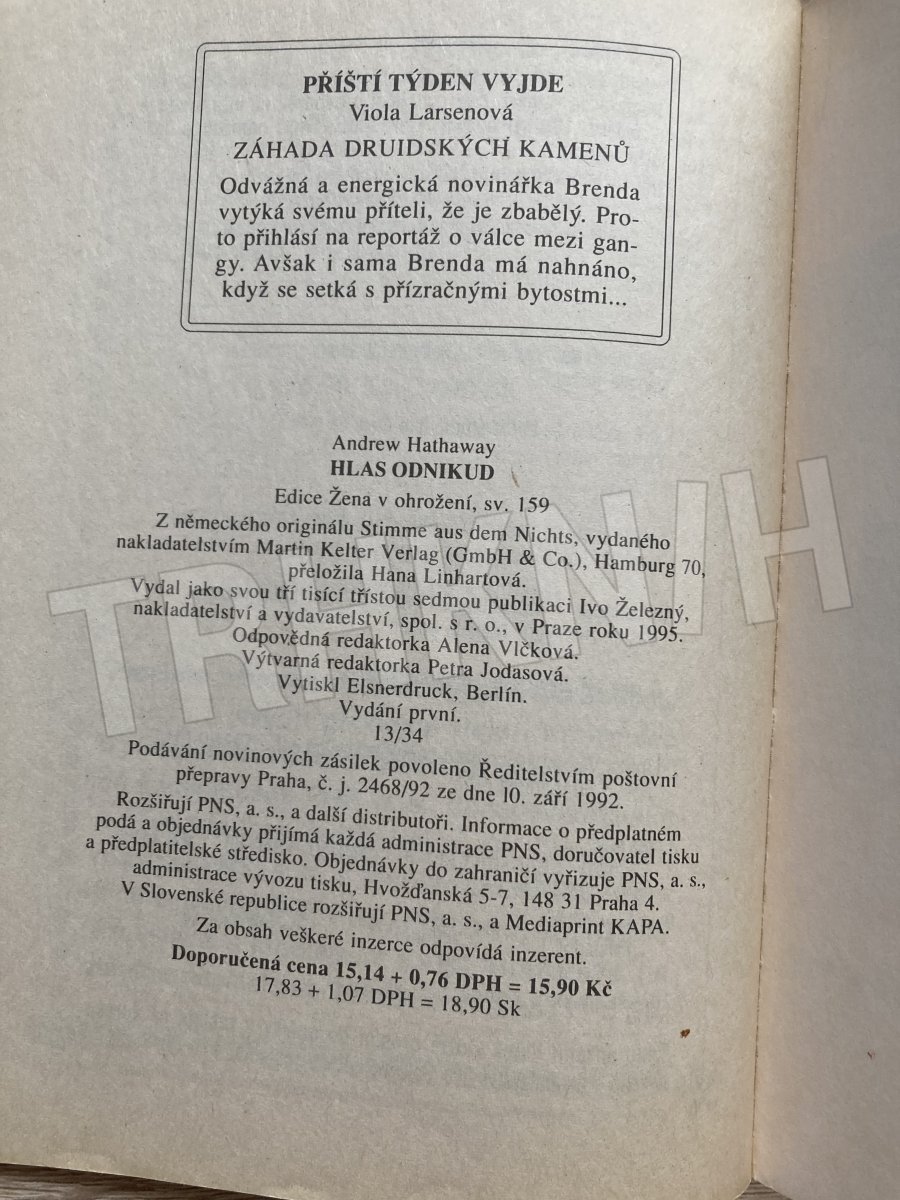 PŘÍŠTÍ TÝDEN VYJDE
Viola Larsenová
ZÁHADA DRUIDSKÝCH KAMENŮ
Odvážná a energická novinářka Brenda
vytýká svému příteli, že je zbabělý. Pro-
to přihlásí na reportáž o válce mezi gan-
gy. Avšak i sama Brenda má nahnáno,
když se setká s přízračnými bytostmi...
Andrew Hathaway
HLAS ODNIKUD
Edice Žena v ohrožení, sv. 159
Z německého originálu Stimme aus dem Nichts, vydaného
nakladatelstvím Martin Kelter Verlag (GmbH & Co.), Hamburg 70,
přeložila Hana Linhartová.
Vydal jako svou tří tisící třístou sedmou publikaci Ivo Železný,
nakladatelství a vydavatelství, spol. s r. o., v Praze roku 1995.
Odpovědná redaktorka Alena Vlčková.
Výtvarná redaktorka Petra Jodasová.
Vytiskl Elsnerdruck, Berlín.
Vydání první.
13/34
Podávání novinových zásilek povoleno Ředitelstvím poštovní
přepravy Praha, č. j. 2468/92 ze dne 10. září 1992.
Rozšiřují PNS, a. s., a další distributoři. Informace o předplatném
podá a objednávky přijímá každá administrace PNS, doručovatel tisku
a předplatitelské středisko. Objednávky do zahraničí vyřizuje PNS, a. s.,
administrace vývozu tisku, Hvožďanská 5-7, 148 31 Praha 4.
V Slovenské republice rozšiřují PNS, a. s., a Mediaprint KAPA.
Za obsah veškeré inzerce odpovídá inzerent.
Doporučená cena 15,14 + 0,76 DPH = 15,90 Kč
17,83 + 1,07 DPH = 18,90 Sk